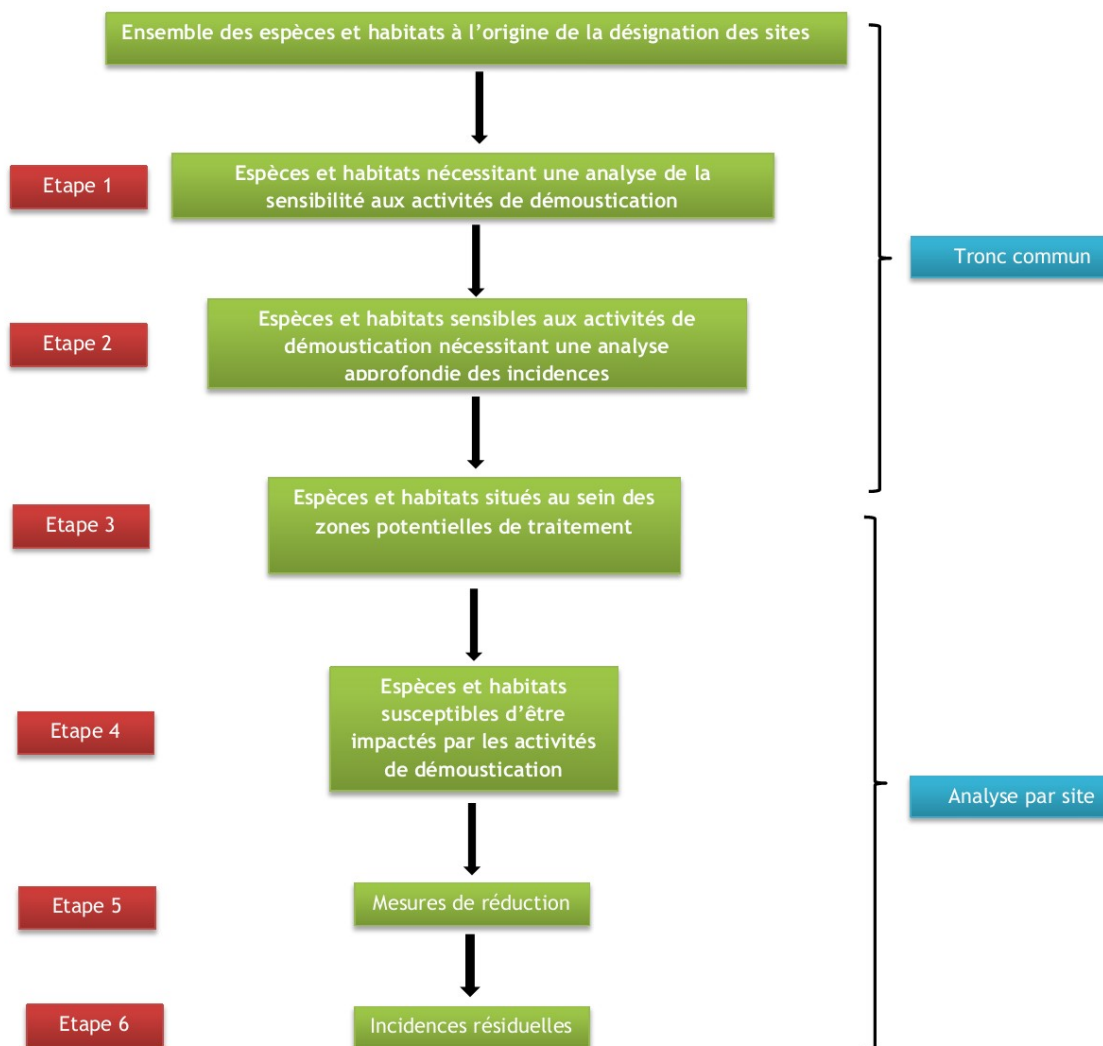 Ensemble des espèces et habitats à l'origine de la désignation des sites
Etape 1
Espèces et habitats nécessitant une analyse de la
sensibilité aux activités de démoustication
Tronc commun
Etape 2
Espèces et habitats sensibles aux activités de
démoustication nécessitant une analyse
approfondie des incidences
Etape 3
Espèces et habitats situés au sein des
zones potentielles de traitement
Etape 4
Espèces et habitats
susceptibles d'être
impactés par les activités
de démoustication
Analyse par site
Etape 5
Mesures de réduction
Etape 6
Incidences résiduelles